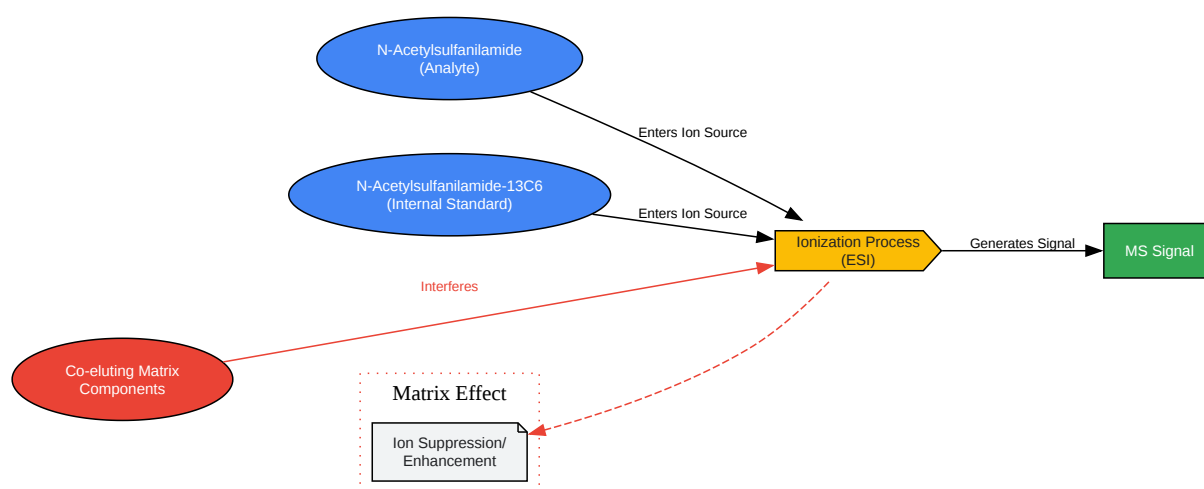 N-Acetylsulfanilamide
(Analyte)
Enters Ion Source
N-Acetylsulfanilamide-13C6
(Internal Standard)
Enters Ion Source
Ionization Process
(ESI)
Generates Signal
MS Signal
Interferes
Co-eluting Matrix
Components
Matrix Effect
Ion Suppression/
Enhancement